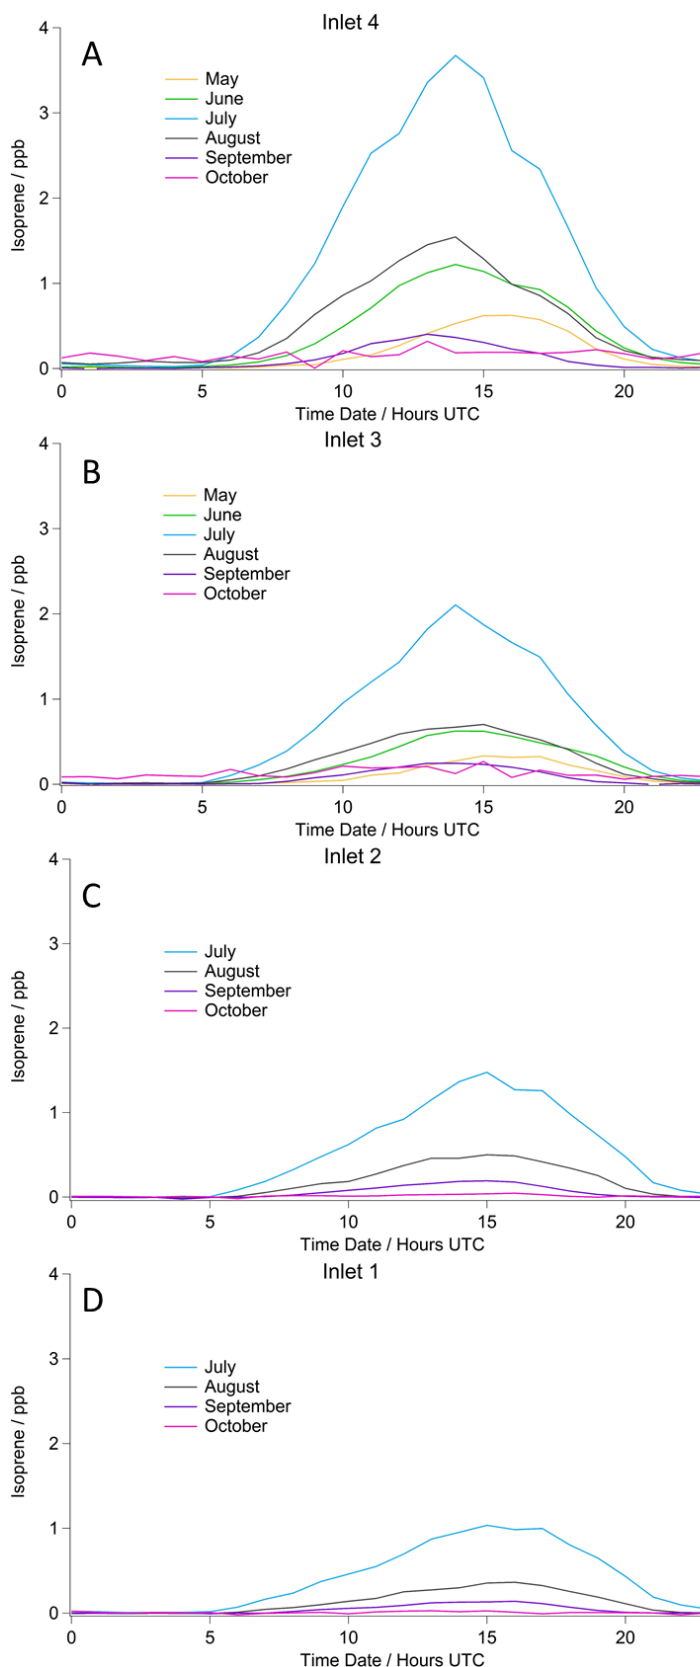 Inlet 4
A
May
June
July
August
September
October
Isoprene / ppb
4
3
2
1
0
0 5 10 15 20
Time Date / Hours UTC
Inlet 3
B
May
June
July
August
September
October
Isoprene / ppb
4
3
2
1
0
0 5 10 15 20
Time Date / Hours UTC
Inlet 2
C
July
August
September
October
Isoprene / ppb
4
3
2
1
0
0 5 10 15 20
Time Date / Hours UTC
Inlet 1
D
July
August
September
October
Isoprene / ppb
4
3
2
1
0
0 5 10 15 20
Time Date / Hours UTC